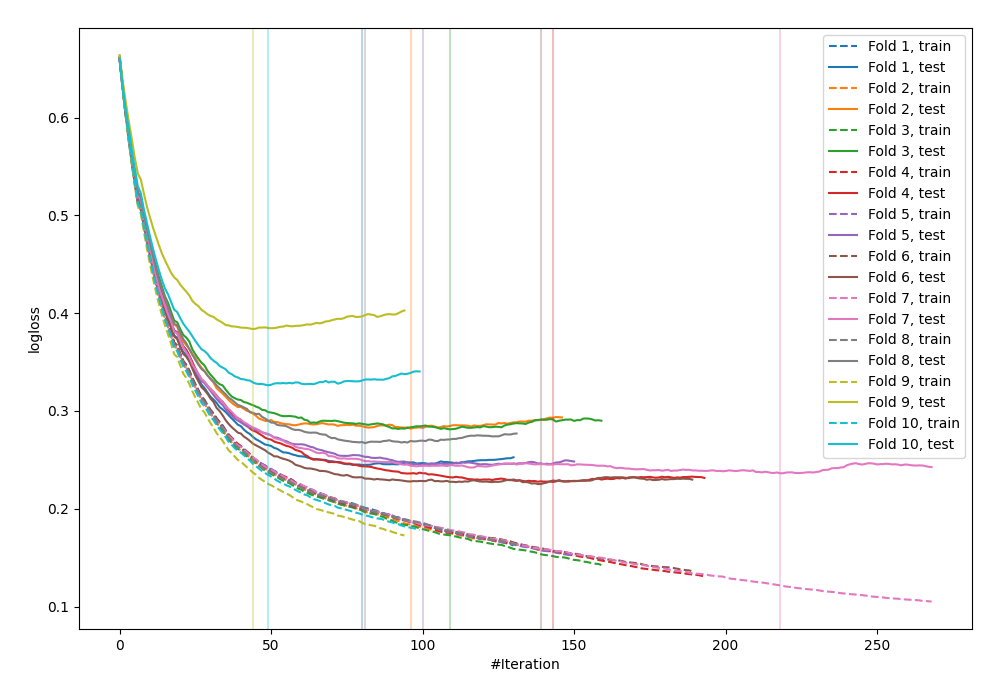 0.6
0.5
0.4
0.3
0.2
0.1
logloss
0
50
100
150
200
250
#Iteration
Fold 1, train
Fold 1, test
Fold 2, train
Fold 2, test
Fold 3, train
Fold 3, test
Fold 4, train
Fold 4, test
Fold 5, train
Fold 5, test
Fold 6, train
Fold 6, test
Fold 7, train
Fold 7, test
Fold 8, train
Fold 8, test
Fold 9, train
Fold 9, test
Fold 10, train
Fold 10, test